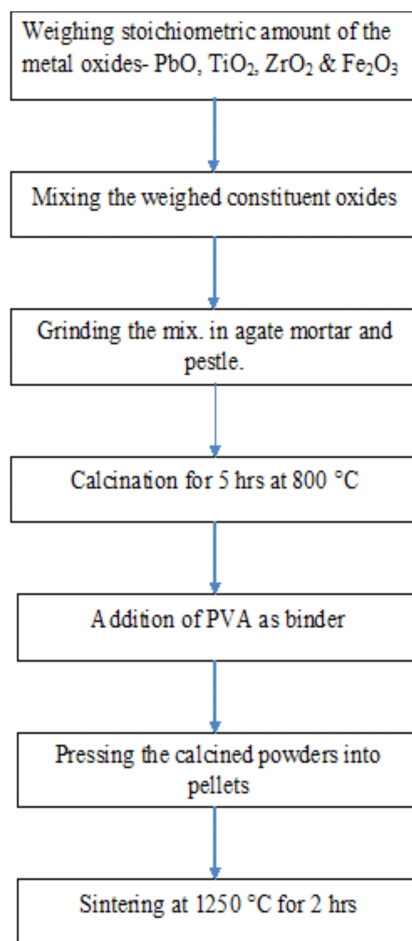 Weighing stoichiometric amount of the
metal oxides- PbO, TiO₂, ZrO₂ & Fe₂O₃
Mixing the weighed constituent oxides
Grinding the mix. in agate mortar and
pestle.
Calcination for 5 hrs at 800 °C
Addition of PVA as binder
Pressing the calcined powders into
pellets
Sintering at 1250 °C for 2 hrs